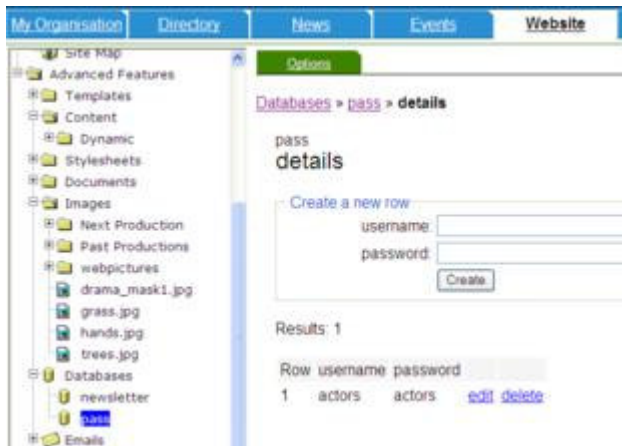 My Organisation Directory News Events Website
Site Map
Advanced Features
Templates
Content
Dynamic
Stylesheets
Documents
Images
Next Production
Past Productions
webpictures
drama_mask1.jpg
grass.jpg
hands.jpg
trees.jpg
Databases
newsletter
pass
Emails
Options
Databases » pass » details
pass
details
Create a new row
username:
password:
Create
Results: 1
Row username password
1 actors actors edit delete